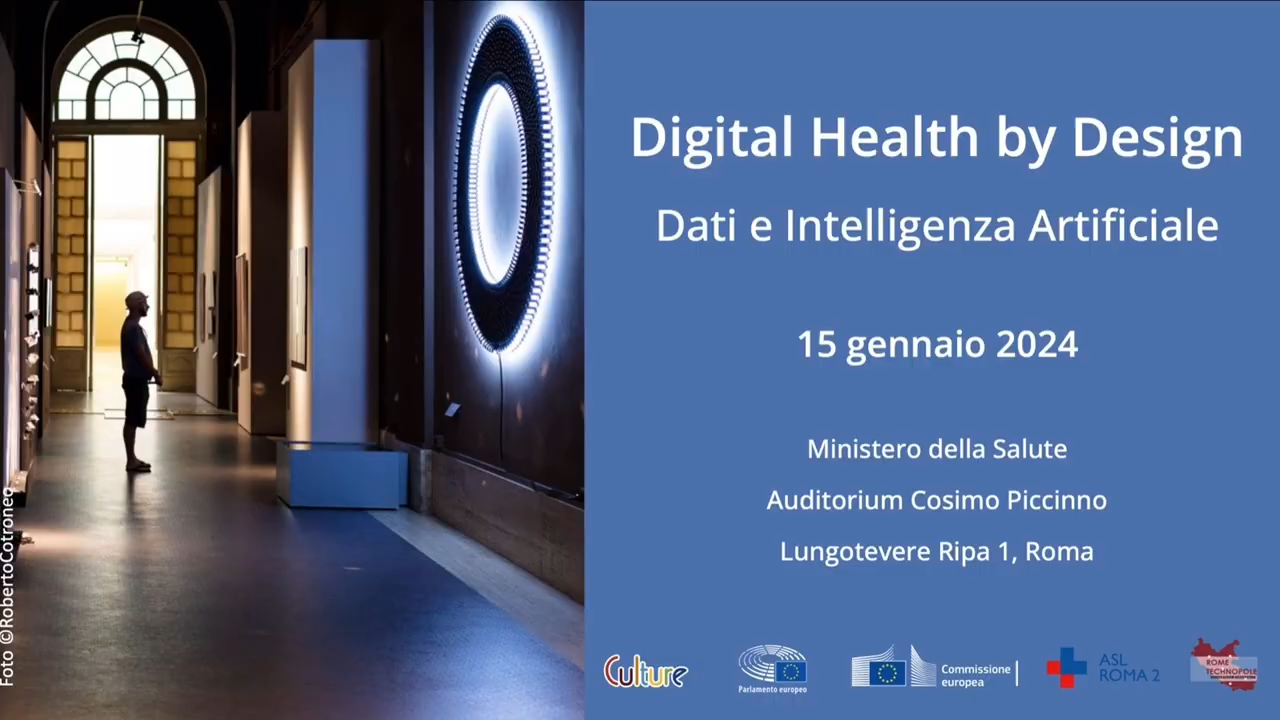 Digital Health by Design
Dati e Intelligenza Artificiale
15 gennaio 2024
Ministero della Salute
Auditorium Cosimo Piccinno
Lungotevere Ripa 1, Roma
Foto ©RobertoCotroneo
Culture
Parlamento europeo
Commissione
europea
ASL
ROMA 2
ROME
TECHNOPOLE